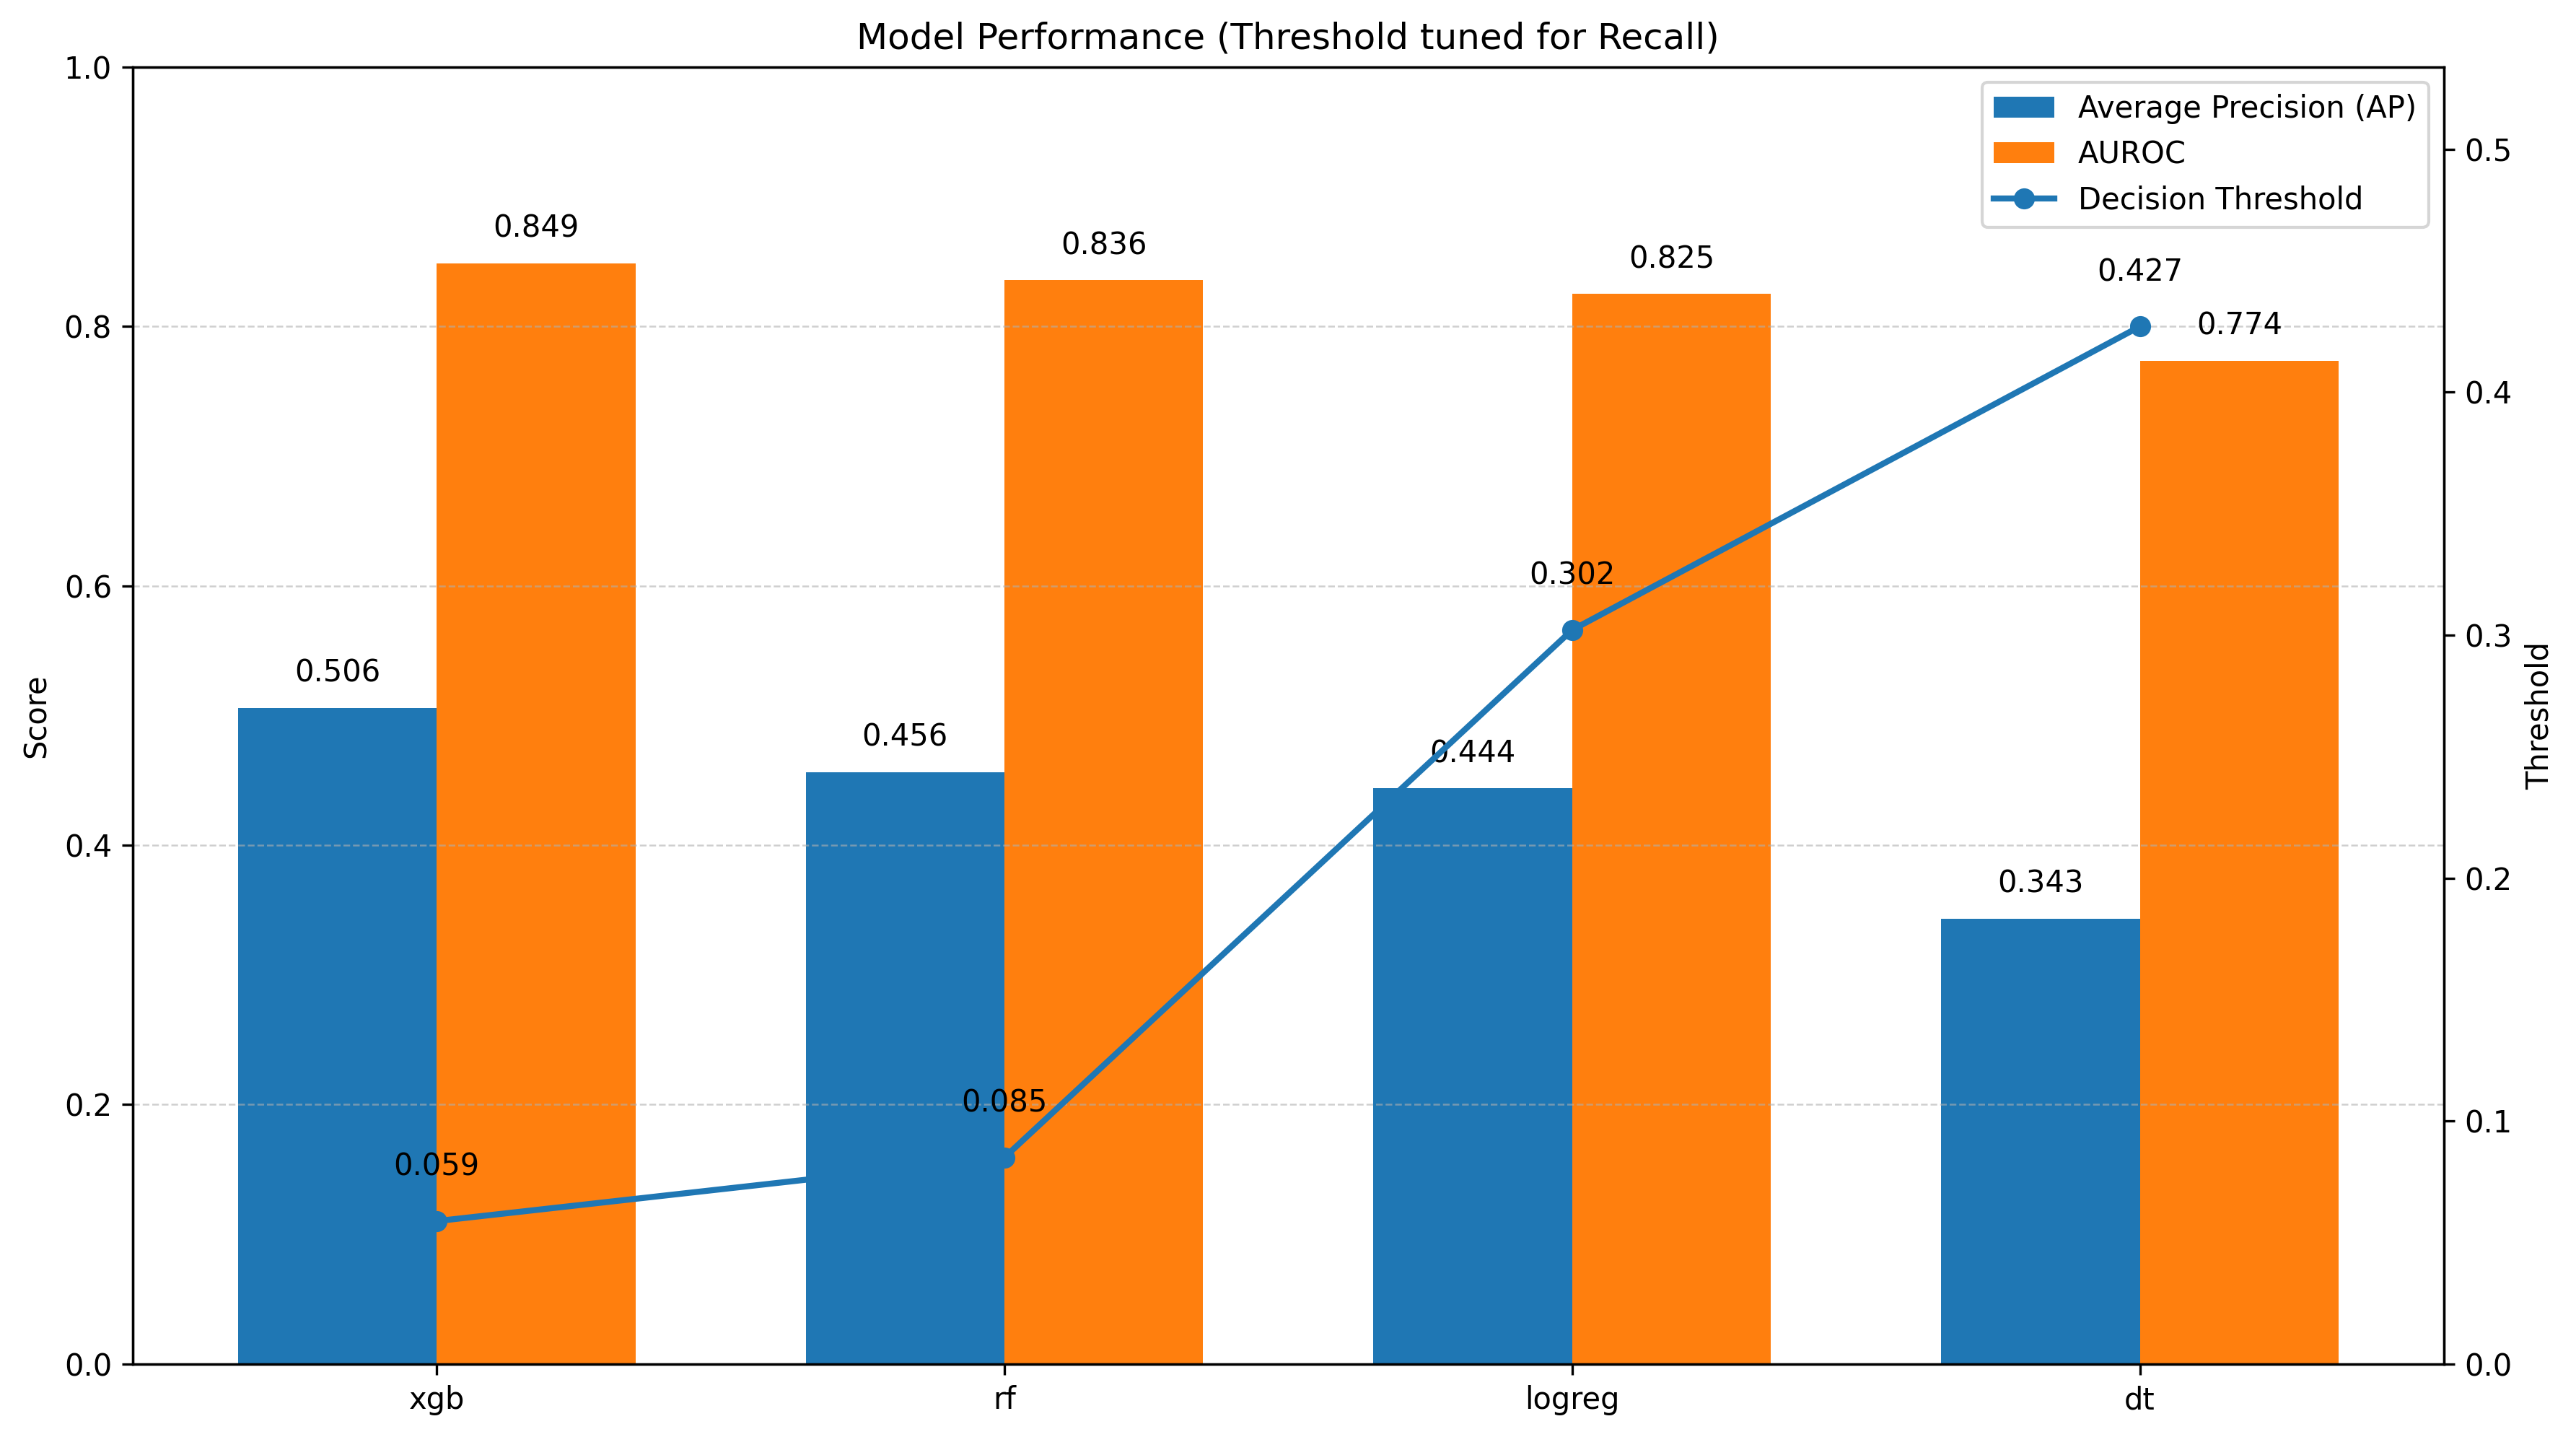 Model Performance (Threshold tuned for Recall)
1.0
0.8
0.6
0.4
0.2
0.0
Score
Average Precision (AP)
AUROC
Decision Threshold
0.5
0.4
0.3
0.2
0.1
0.0
Threshold
0.849
0.836
0.825
0.427
0.774
0.302
0.506
0.456
0.444
0.343
0.085
0.059
xgb
rf
logreg
dt